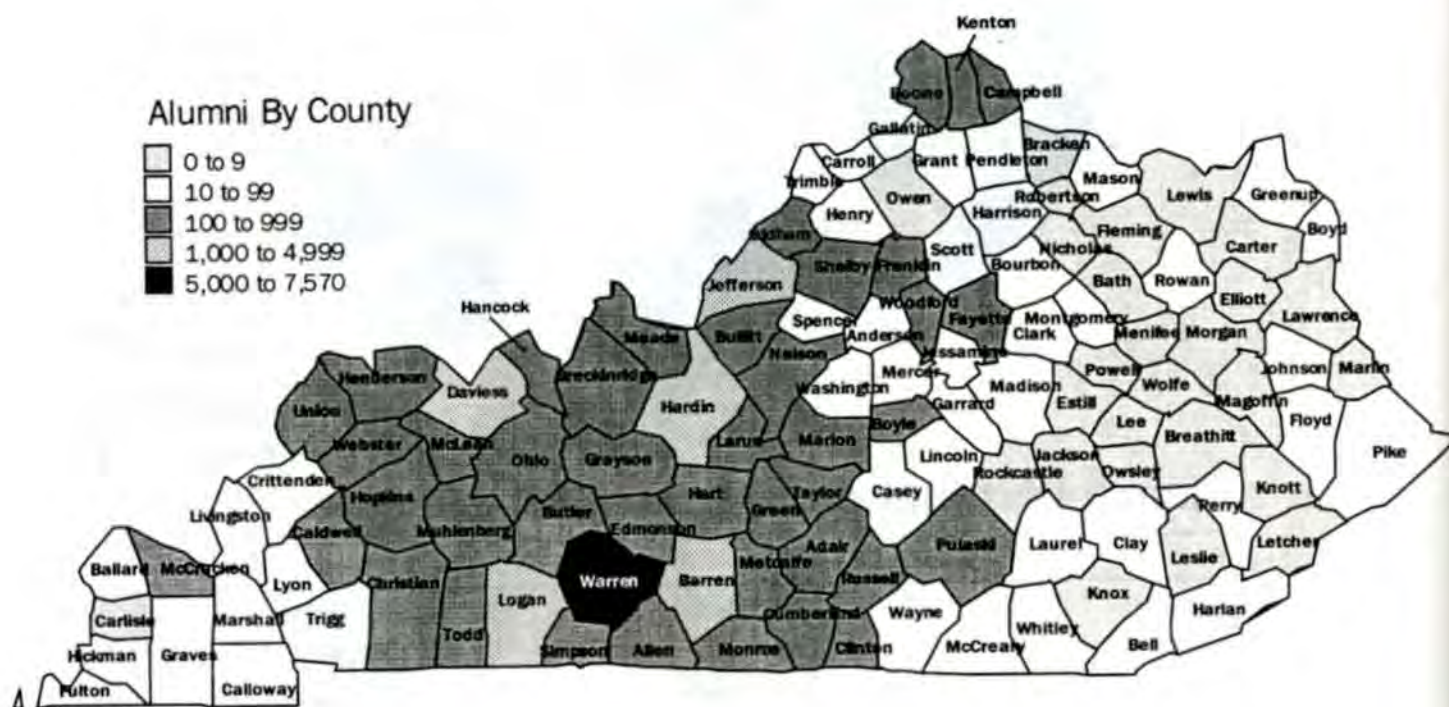 Alumni By County
0 to 9
10 to 99
100 to 999
1,000 to 4,999
5,000 to 7,570
Kenton
Boone
Campbell
Gallatin
Bracken
Carroll
Grant
Pendleton
Trimble
Mason
Owen
Robertson
Lewis
Greenup
Henry
Harrison
Boyd
Oldham
Fleming
Nicholas
Carter
Scott
Shelby
Franklin
Bourbon
Bath
Rowan
Jefferson
Elliott
Woodford
Hancock
Spencer
Fayette
Montgomery
Lawrence
Meade
Bullitt
Anderson
Clark
Menifee
Morgan
Nelson
Jessamine
Breckinridge
Mercer
Powell
Johnson
Martin
Henderson
Washington
Madison
Wolfe
Daviess
Garrard
Estill
Magoffin
Hardin
Union
Boyle
Lee
Floyd
Webster
McLean
Larue
Marion
Breathitt
Pike
Ohio
Grayson
Lincoln
Jackson
Crittenden
Rockcastle
Owsley
Hopkins
Hart
Taylor
Casey
Knott
Livingston
Green
Perry
Caldwell
Muhlenberg
Butler
Edmonson
Adair
Pulaski
Laurel
Clay
Letcher
Ballard
McCracken
Metcalfe
Leslie
Lyon
Christian
Warren
Barren
Russell
Logan
Knox
Carlisle
Marshall
Trigg
Cumberland
Wayne
Harlan
Todd
Whitley
Hickman
Graves
Simpson
Allen
Monroe
Clinton
McCreary
Bell
Fulton
Calloway